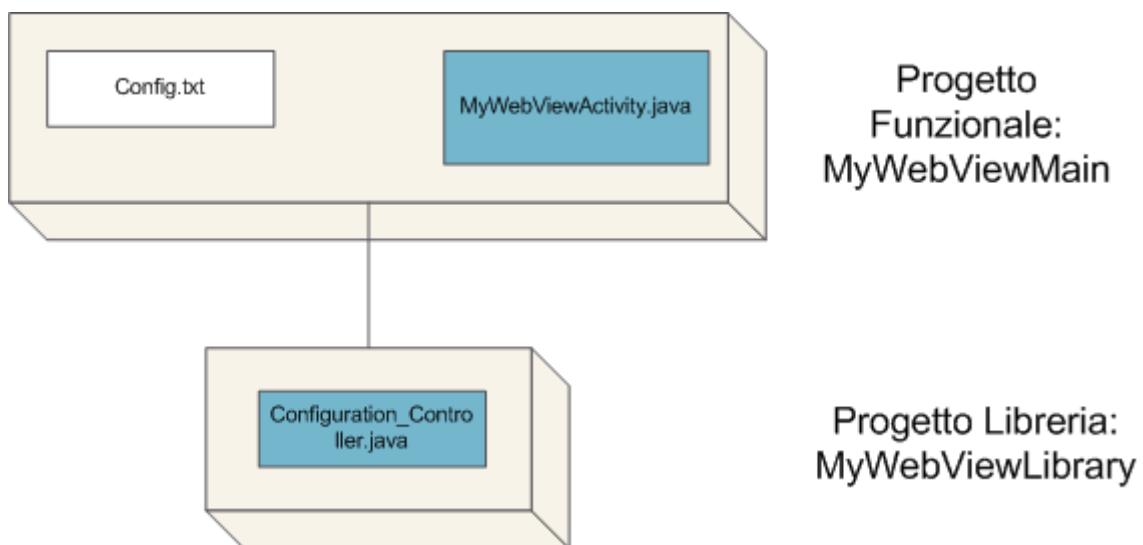 Config.txt
MyWebViewActivity.java
Progetto
Funzionale:
MyWebViewMain
Configuration_Contro
ller.java
Progetto Libreria:
MyWebViewLibrary